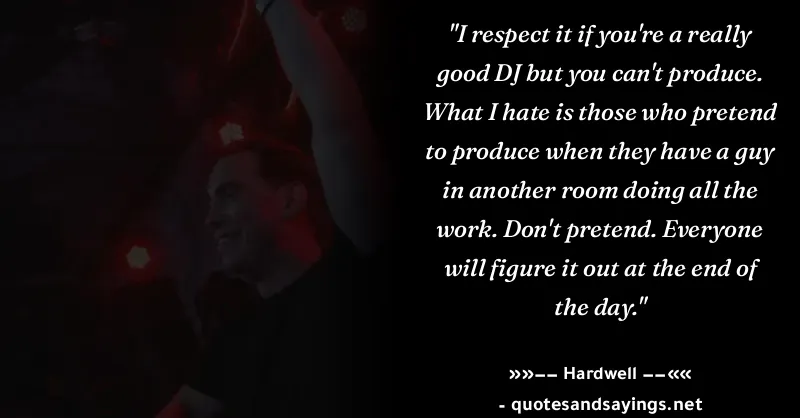 "I respect it if you're a really
good DJ but you can't produce.
What I hate is those who pretend
to produce when they have a guy
in another room doing all the
work. Don't pretend. Everyone
will figure it out at the end of
the day."
»»−− Hardwell −−««
- quotesandsayings.net